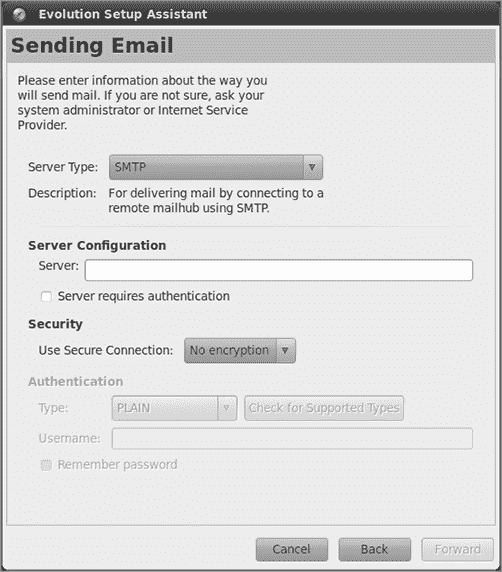 Evolution Setup Assistant
Sending Email
Please enter information about the way you
will send mail. If you are not sure, ask your
system administrator or Internet Service
Provider.
Server Type: SMTP
Description: For delivering mail by connecting to a
remote mailhub using SMTP.
Server Configuration
Server:
Server requires authentication
Security
Use Secure Connection: No encryption
Authentication
Type: PLAIN Check for Supported Types
Username:
Remember password
Cancel Back Forward